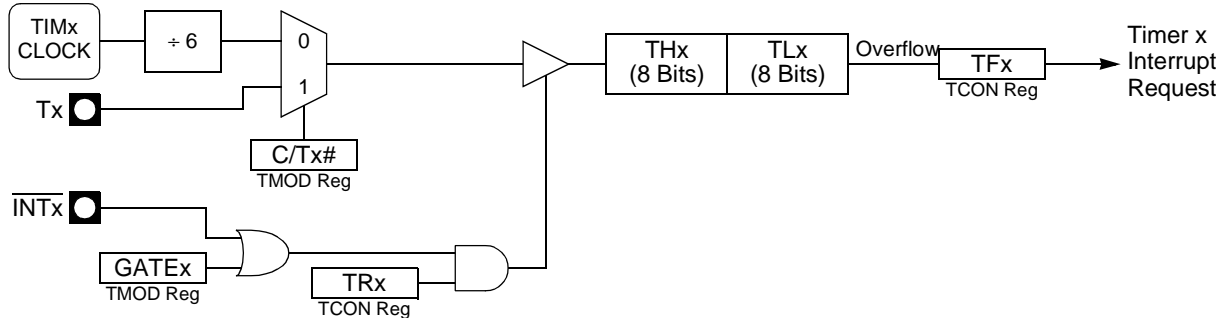 TIMx
CLOCK
÷ 6
0
1
Tx
C/Tx#
TMOD Reg
THx
(8 Bits)
TLx
(8 Bits)
Overflow
TFx
TCON Reg
Timer x
Interrupt
Request
INTx
GATEx
TMOD Reg
TRx
TCON Reg